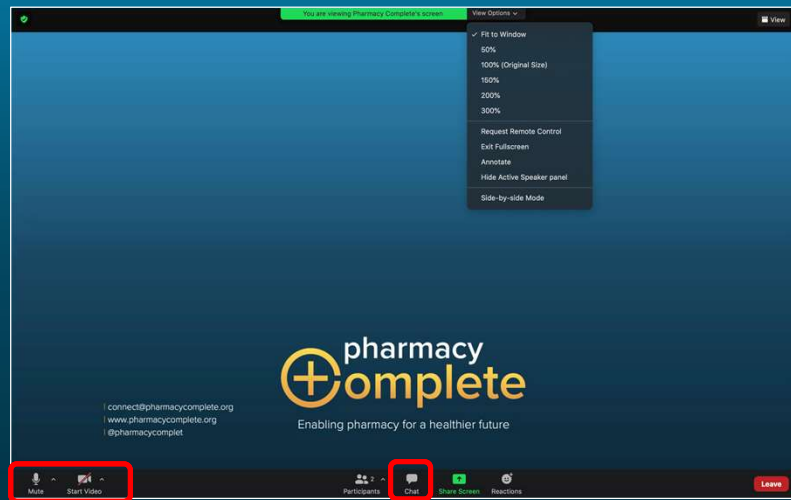 You are viewing Pharmacy Complete's screen
View Options
View
Fit to Window
50%
100% (Original Size)
150%
200%
300%
Request Remote Control
Exit Fullscreen
Annotate
Hide Active Speaker panel
Side-by-side Mode
pharmacy
complete
Enabling pharmacy for a healthier future
! connect@pharmacycomplete.org
! www.pharmacycomplete.org
! @pharmacycomplet
Mute
Start Video
2
Participants
Chat
Share Screen
Reactions
Leave